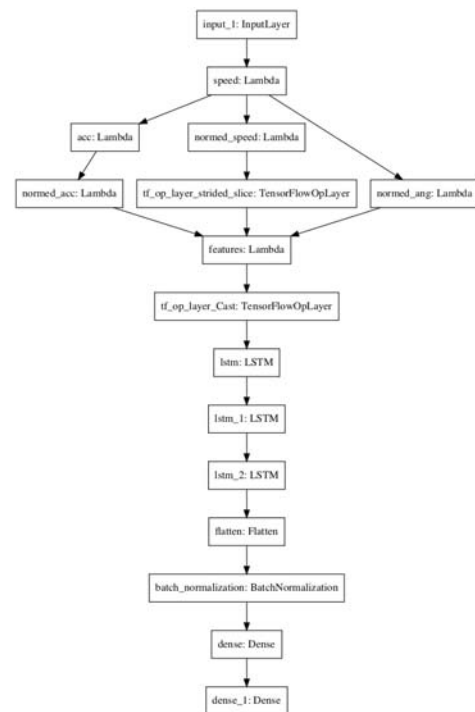 input_1: InputLayer
speed: Lambda
acc: Lambda
normed_speed: Lambda
normed_acc: Lambda
tf_op_layer_strided_slice: TensorFlowOpLayer
normed_ang: Lambda
features: Lambda
tf_op_layer_Cast: TensorFlowOpLayer
lstm: LSTM
lstm_1: LSTM
lstm_2: LSTM
flatten: Flatten
batch_normalization: BatchNormalization
dense: Dense
dense_1: Dense